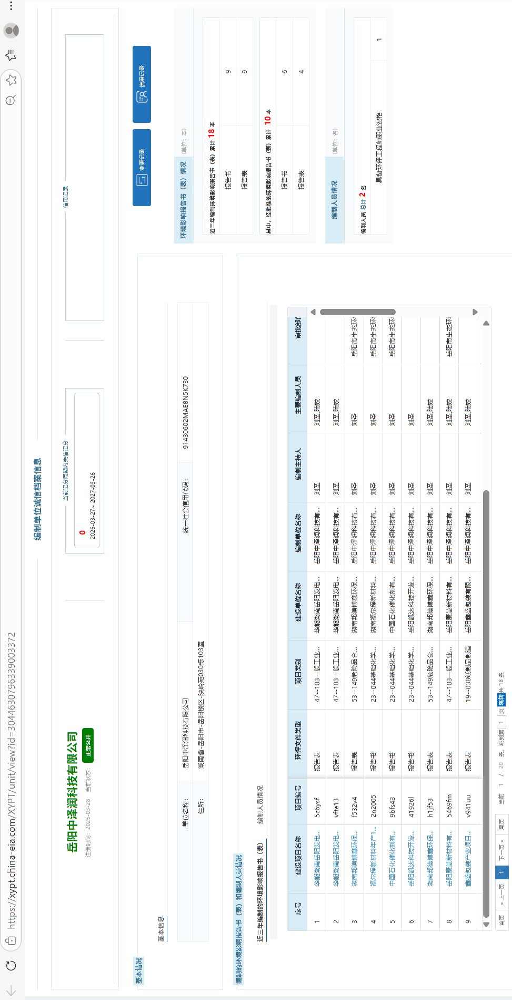 https://xypt.china-eia.com/XYPT/unit/view?id=3044630796339003372
编制单位诚信档案信息
岳阳中泽润科技有限公司
注册时间：2025-03-28 当前状态： 正常公开
当前记分周期内失信记分
0
2026-03-27～2027-03-26
信用记录
基本情况
变更记录 信用记录
基本信息
单位名称： 岳阳中泽润科技有限公司 统一社会信用代码： 91430602MAE8N5K730
住所： 湖南省-岳阳市-岳阳楼区-映岭苑030栋103室
环境影响报告书（表）情况 （单位：本）
近三年编制环境影响报告书（表）累计 18 本
报告书 9
报告表 9
其中，经批准的环境影响报告书（表）累计 10 本
报告书 6
报告表 4
编制人员情况 （单位：名）
编制人员 总计 2 名
具备环评工程师职业资格 1
编制的环境影响报告书（表）和编制人员情况
近三年编制的环境影响报告书（表） 编制人员情况
序号 建设项目名称 项目编号 环评文件类型 项目类别 建设单位名称 编制单位名称 编制主持人 主要编制人员 审批部门
1 华能湖南岳阳发电... 5c6ysf 报告表 47--103一般工业... 华能湖南岳阳发电... 岳阳中泽润科技有... 刘圣 刘圣,陆姣
2 华能湖南岳阳发电... vfte13 报告表 47--103一般工业... 华能湖南岳阳发电... 岳阳中泽润科技有... 刘圣 刘圣,陆姣
3 湖南邦德博鑫环保... f532v4 报告表 53--149危险品仓... 湖南邦德博鑫环保... 岳阳中泽润科技有... 刘圣 刘圣 岳阳市生态环境
4 福尔程新材料年产1... 2n2005 报告书 23--044基础化学... 湖南福尔程新材料... 岳阳中泽润科技有... 刘圣 刘圣 岳阳市生态环境
5 中国石化催化剂有... 9bfs43 报告书 23--044基础化学... 中国石化催化剂有... 岳阳中泽润科技有... 刘圣 刘圣 岳阳市生态环境
6 岳阳凯达科技开发... 41926l 报告书 23--044基础化学... 岳阳凯达科技开发... 岳阳中泽润科技有... 刘圣 刘圣
7 湖南邦德博鑫环保... h1jf53 报告表 53--149危险品仓... 湖南邦德博鑫环保... 岳阳中泽润科技有... 刘圣 刘圣,陆姣
8 岳阳康慧新材料有... 5469fm 报告表 47--103一般工业... 岳阳康慧新材料有... 岳阳中泽润科技有... 刘圣 刘圣,陆姣 岳阳市生态环境
9 鑫盛包装产业项目... v941uu 报告表 19--038纸制品制造 岳阳鑫盛包装有限... 岳阳中泽润科技有... 刘圣 刘圣,陆姣
首页 « 上一页 1 下一页 » 尾页 当前 1 / 20 条，跳到第 1 页 跳转 共 18 条